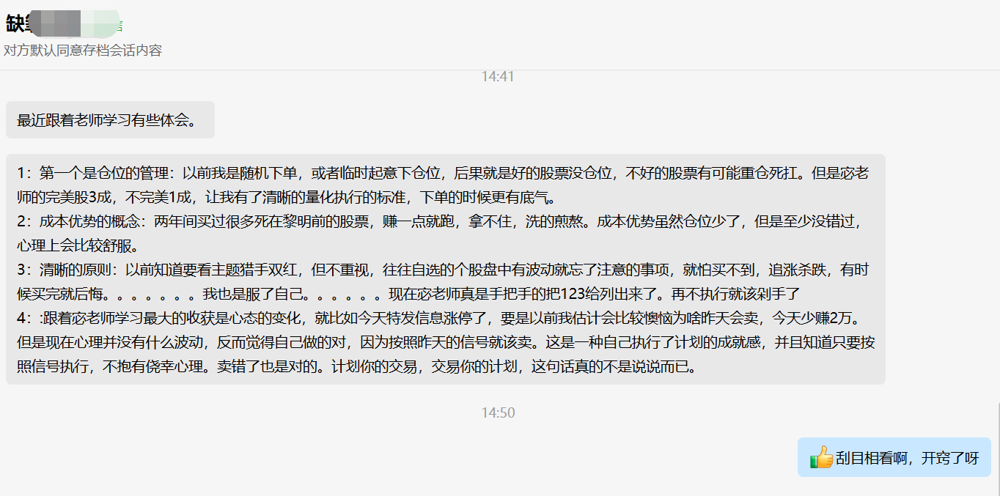 缺
对方默认同意存档会话内容
14:41
最近跟着老师学习有些体会。
1：第一个是仓位的管理：以前我是随机下单，或者临时起意下仓位，后果就是好的股票没仓位，不好的股票有可能重仓死扛。但是宓老
师的完美股3成，不完美1成，让我有了清晰的量化执行的标准，下单的时候更有底气。
2：成本优势的概念：两年间买过很多死在黎明前的股票，赚一点就跑，拿不住，洗的煎熬。成本优势虽然仓位少了，但是至少没错过，
心理上会比较舒服。
3：清晰的原则：以前知道要看主题猎手双红，但不重视，往往自选的个股盘中有波动就忘了注意的事项，就怕买不到，追涨杀跌，有时
候买完就后悔。。。。。。。我也是服了自己。。。。。。现在宓老师真是手把手的把123给列出来了。再不执行就该剁手了
4：:跟着宓老师学习最大的收获是心态的变化，就比如今天特发信息涨停了，要是以前我估计会比较懊恼为啥昨天会卖，今天少赚2万。
但是现在心理并没有什么波动，反而觉得自己做的对，因为按照昨天的信号就该卖。这是一种自己执行了计划的成就感，并且知道只要按
照信号执行，不抱有侥幸心理。卖错了也是对的。计划你的交易，交易你的计划，这句话真的不是说说而已。
14:50
👍刮目相看啊，开窍了呀